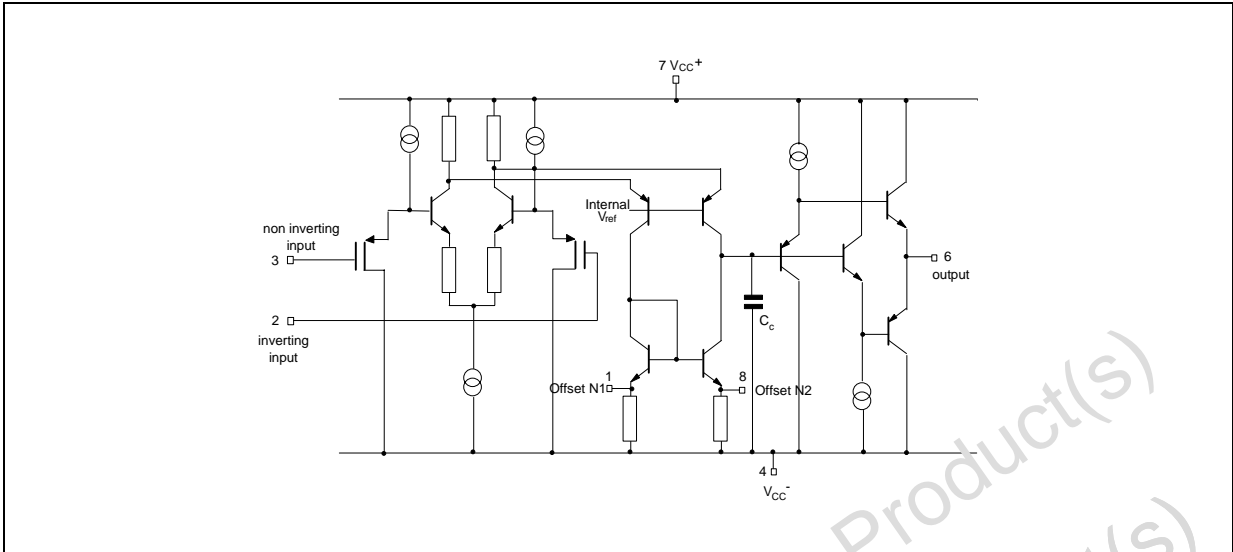 7 VCC+
Internal
Vref
non inverting
input
3
6
output
2
inverting
input
Cc
1
Offset N1
8
Offset N2
4
VCC-
Product(s)
t(s)